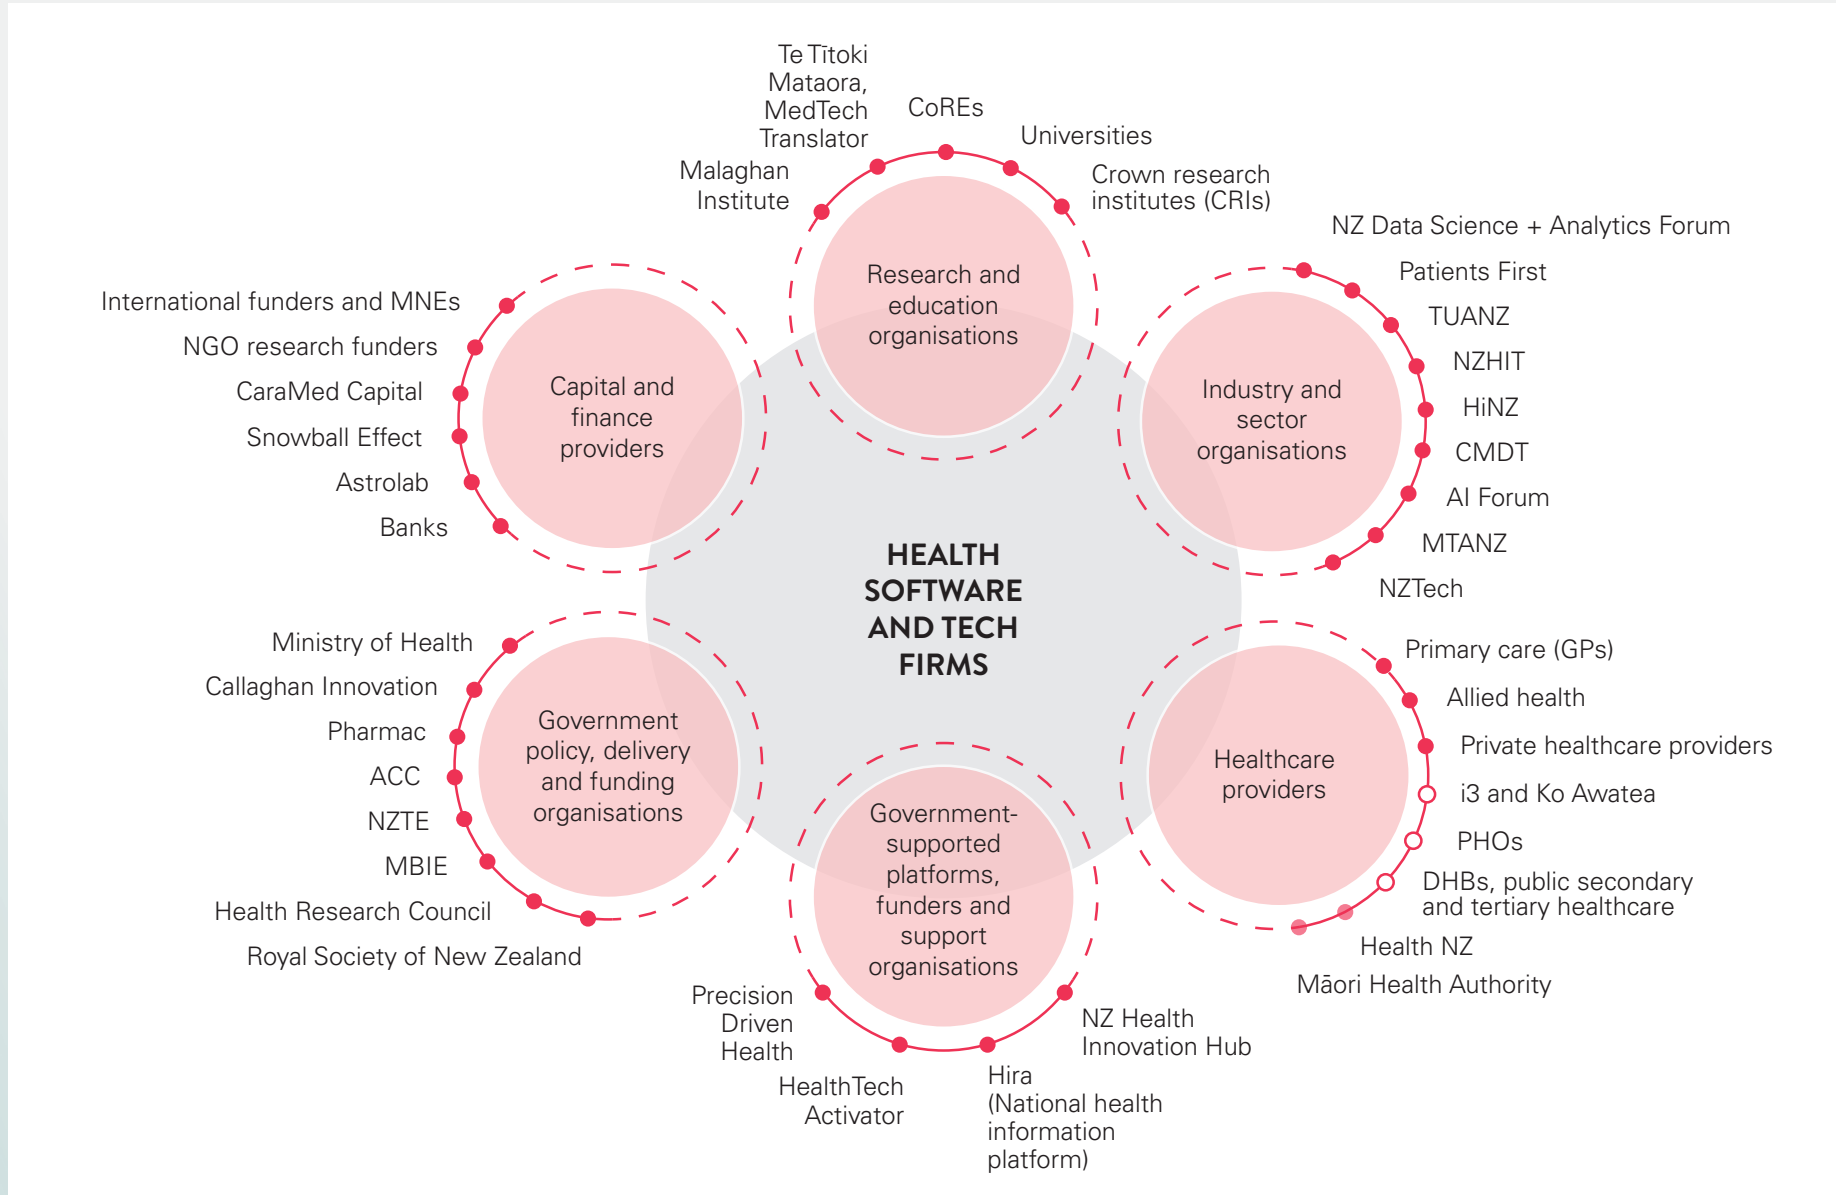 Te Tītoki
Mataora,
MedTech
Translator
CoREs
Universities
Malaghan
Institute
Crown research
institutes (CRIs)
Research and
education
organisations
NZ Data Science + Analytics Forum
Patients First
TUANZ
NZHIT
HiNZ
CMDT
AI Forum
MTANZ
NZTech
Industry and
sector
organisations
International funders and MNEs
NGO research funders
CaraMed Capital
Snowball Effect
Astrolab
Banks
Capital and
finance
providers
HEALTH
SOFTWARE
AND TECH
FIRMS
Ministry of Health
Callaghan Innovation
Pharmac
ACC
NZTE
MBIE
Health Research Council
Royal Society of New Zealand
Government
policy, delivery
and funding
organisations
Government-
supported
platforms,
funders and
support
organisations
Precision
Driven
Health
HealthTech
Activator
Hira
(National health
information
platform)
NZ Health
Innovation Hub
Healthcare
providers
Primary care (GPs)
Allied health
Private healthcare providers
i3 and Ko Awatea
PHOs
DHBs, public secondary
and tertiary healthcare
Health NZ
Māori Health Authority